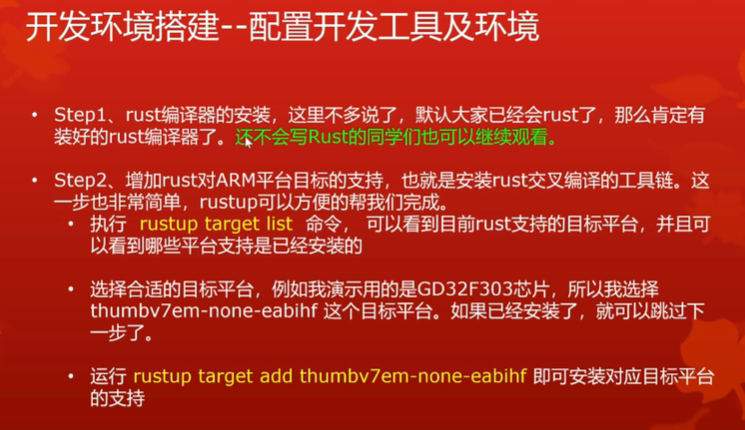 开发环境搭建--配置开发工具及环境
• Step1、rust编译器的安装，这里不多说了，默认大家已经会rust了，那么肯定有
装好的rust编译器了。还不会写Rust的同学们也可以继续观看。
• Step2、增加rust对ARM平台目标的支持，也就是安装rust交叉编译的工具链。这
一步也非常简单，rustup可以方便的帮我们完成。
• 执行 rustup target list 命令， 可以看到目前rust支持的目标平台，并且可
以看到哪些平台支持是已经安装的
• 选择合适的目标平台，例如我演示用的是GD32F303芯片，所以我选择
thumbv7em-none-eabihf 这个目标平台。如果已经安装了，就可以跳过下
一步了。
• 运行 rustup target add thumbv7em-none-eabihf 即可安装对应目标平台
的支持